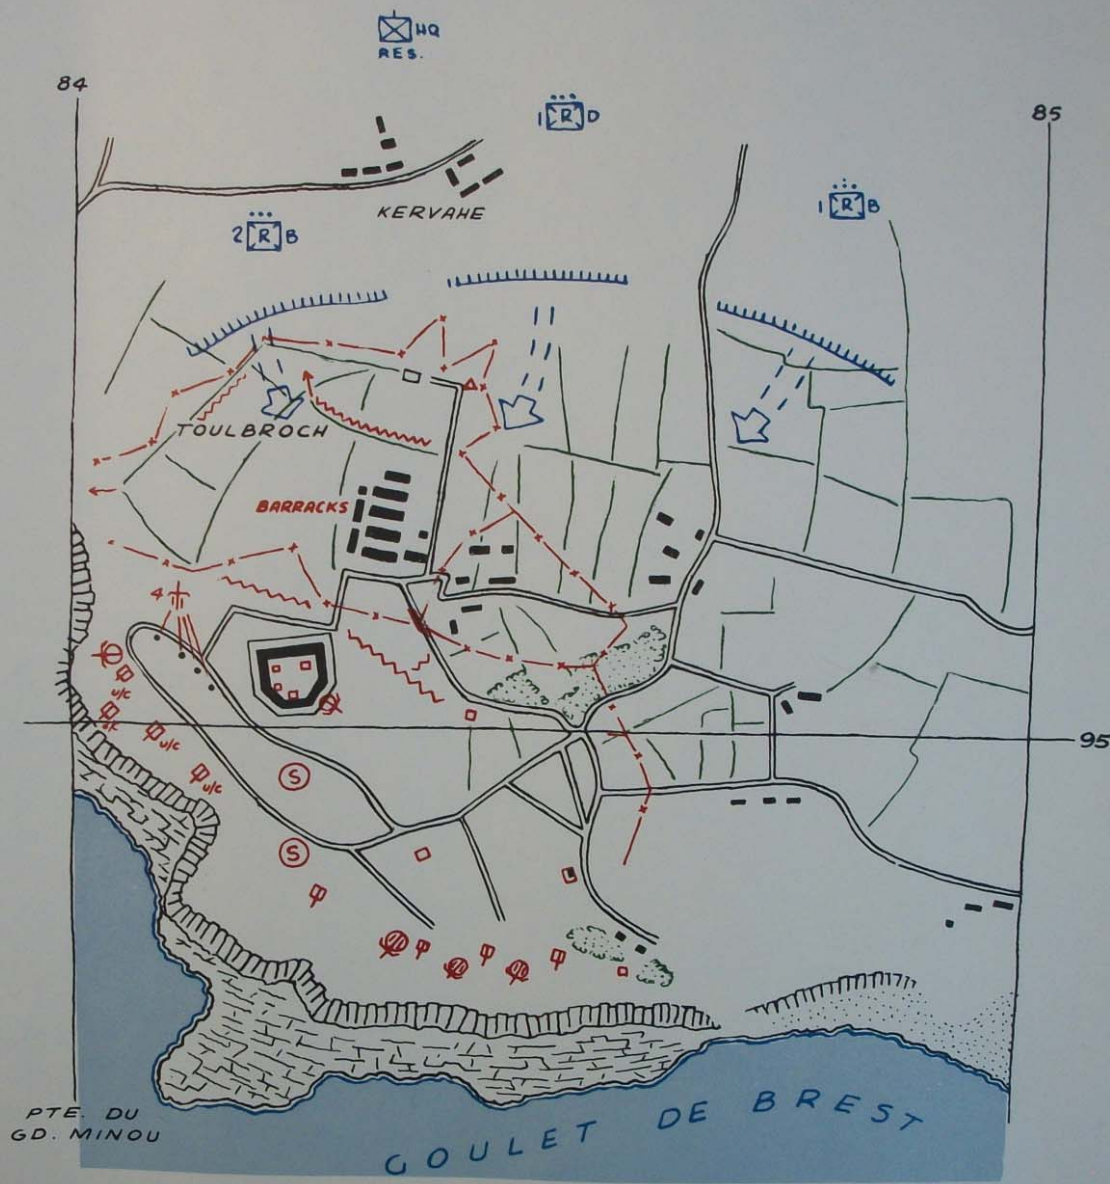 HQ
RES.
84
1 R D
85
1 R B
KERVAHE
2 R B
TOULBROCH
BARRACKS
4
u/c
u/c
u/c
S
S
95
PTE. DU
GD. MINOU
GOULET DE BREST